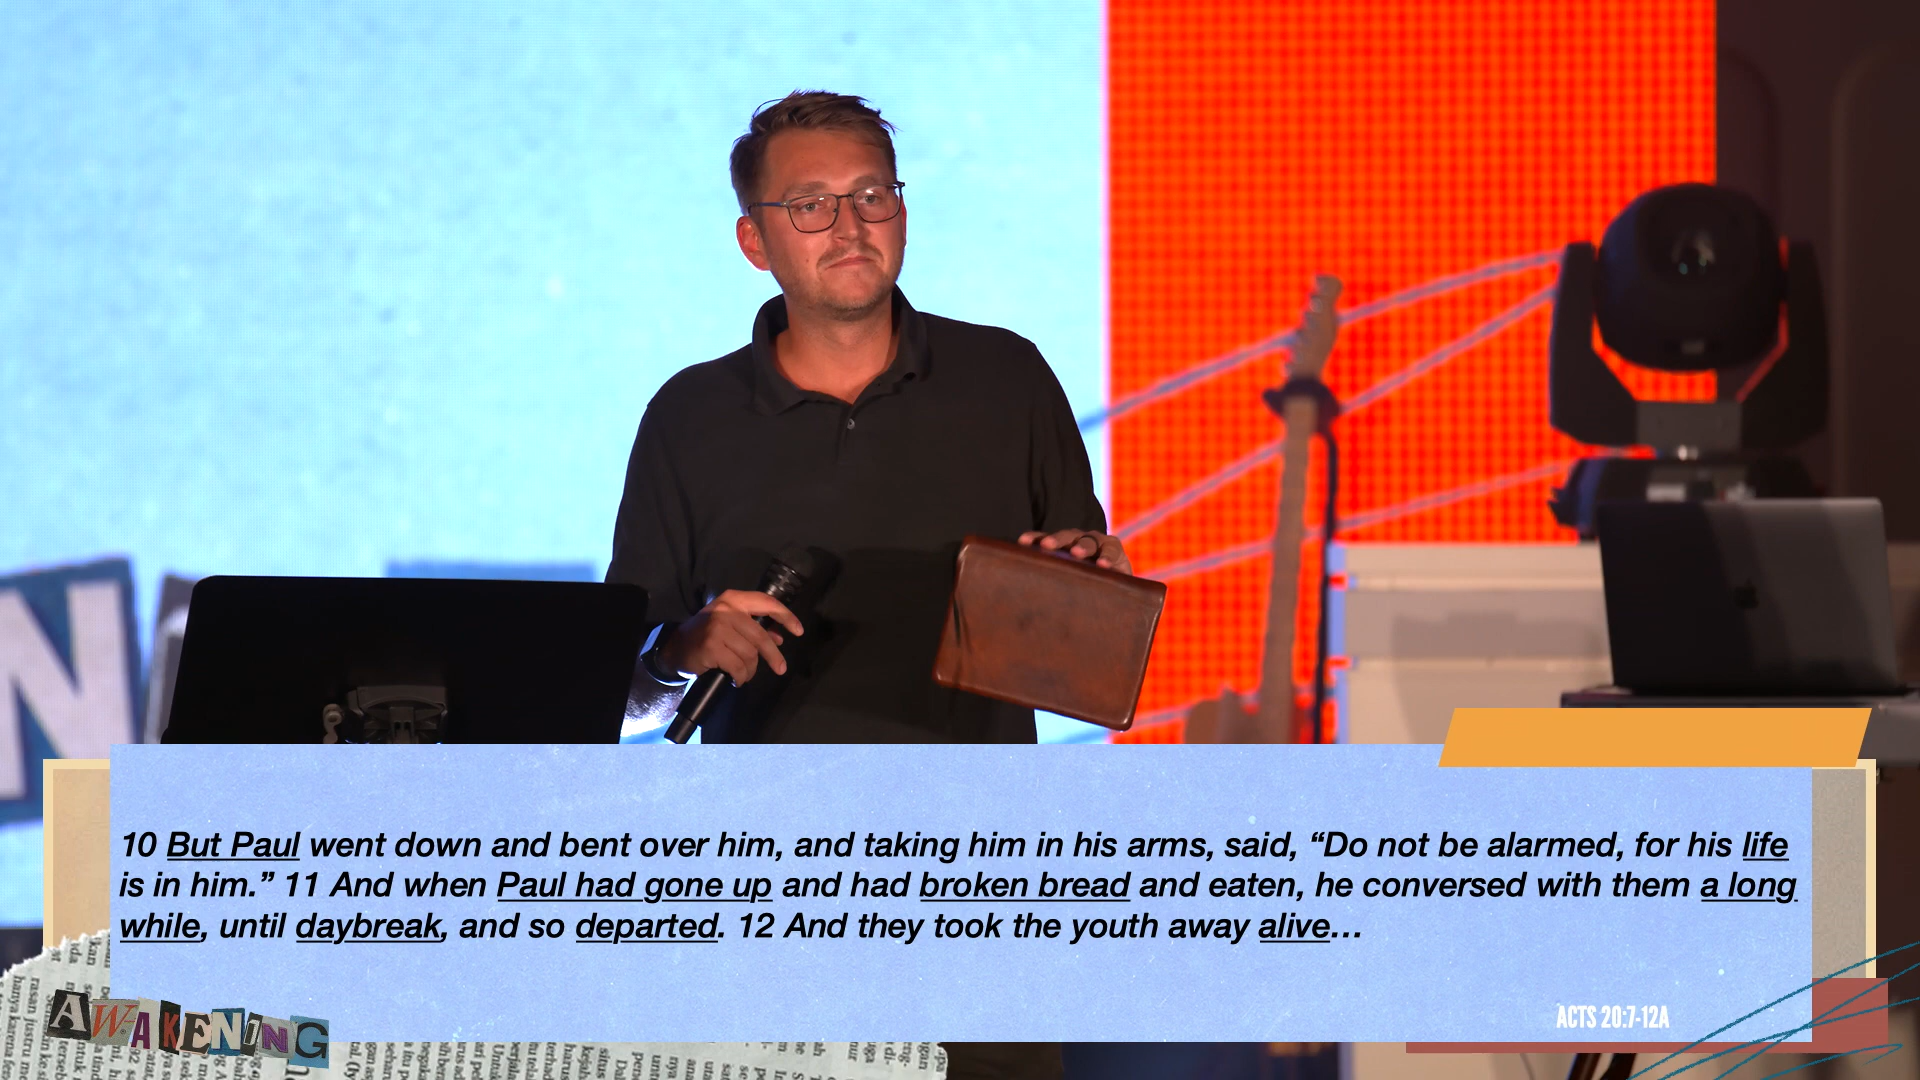 N
10 But Paul went down and bent over him, and taking him in his arms, said, “Do not be alarmed, for his life
is in him.” 11 And when Paul had gone up and had broken bread and eaten, he conversed with them a long
while, until daybreak, and so departed. 12 And they took the youth away alive…
ACTS 20:7-12A
AWAKENING